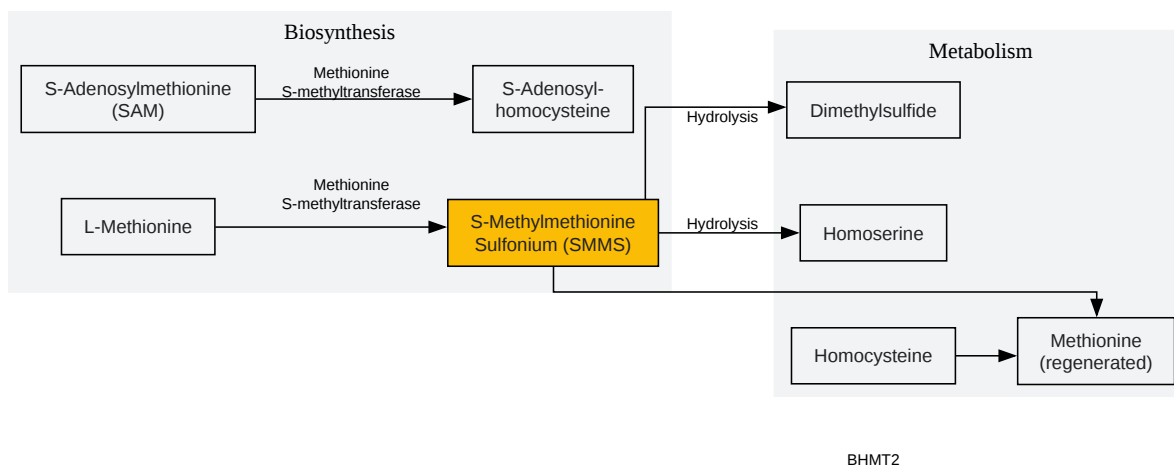 Biosynthesis
Metabolism
S-Adenosylmethionine
(SAM)
Methionine
S-methyltransferase
S-Adenosyl-
homocysteine
Hydrolysis
Dimethylsulfide
L-Methionine
Methionine
S-methyltransferase
S-Methylmethionine
Sulfonium (SMMS)
Hydrolysis
Homoserine
Homocysteine
Methionine
(regenerated)
BHMT2